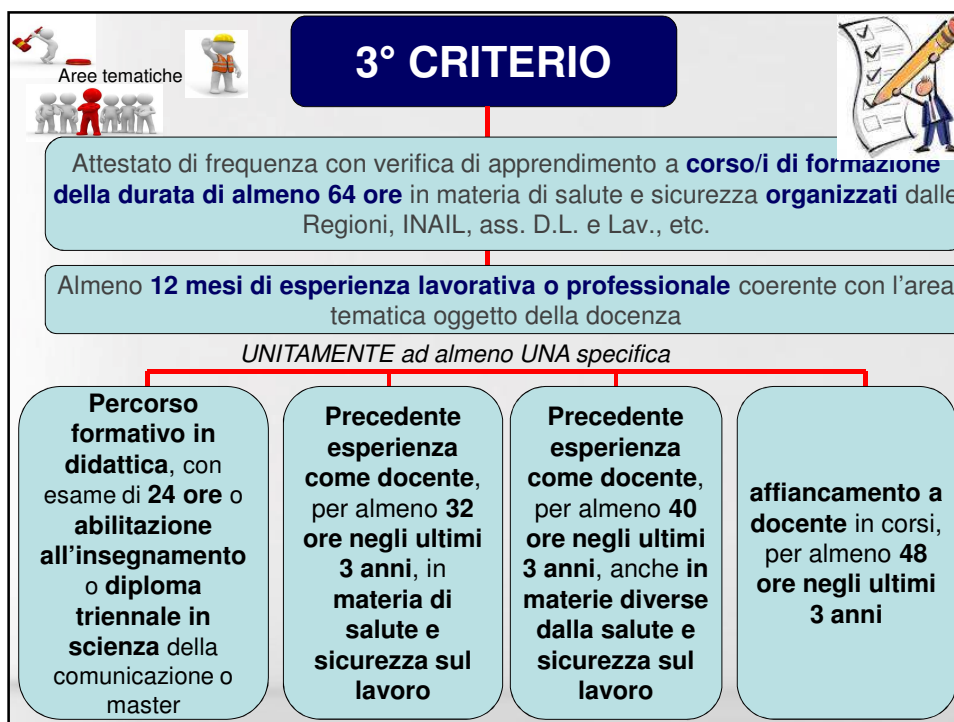 Aree tematiche
3° CRITERIO
Attestato di frequenza con verifica di apprendimento a corso/i di formazione
della durata di almeno 64 ore in materia di salute e sicurezza organizzati dalle
Regioni, INAIL, ass. D.L. e Lav., etc.
Almeno 12 mesi di esperienza lavorativa o professionale coerente con l'area
tematica oggetto della docenza
UNITAMENTE ad almeno UNA specifica
Percorso
formativo in
didattica, con
esame di 24 ore o
abilitazione
all'insegnamento
o diploma
triennale in
scienza della
comunicazione o
master
Precedente
esperienza
come docente,
per almeno 32
ore negli ultimi
3 anni, in
materia di
salute e
sicurezza sul
lavoro
Precedente
esperienza
come docente,
per almeno 40
ore negli ultimi
3 anni, anche in
materie diverse
dalla salute e
sicurezza sul
lavoro
affiancamento a
docente in corsi,
per almeno 48
ore negli ultimi
3 anni